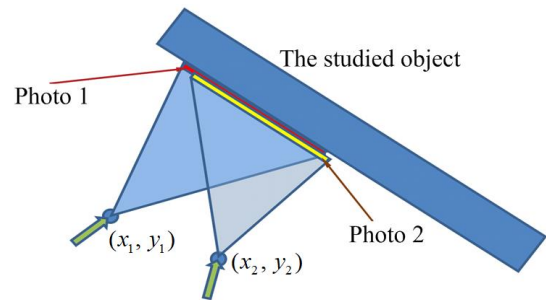 The studied object
Photo 1
(x₁, y₁)
Photo 2
(x₂, y₂)